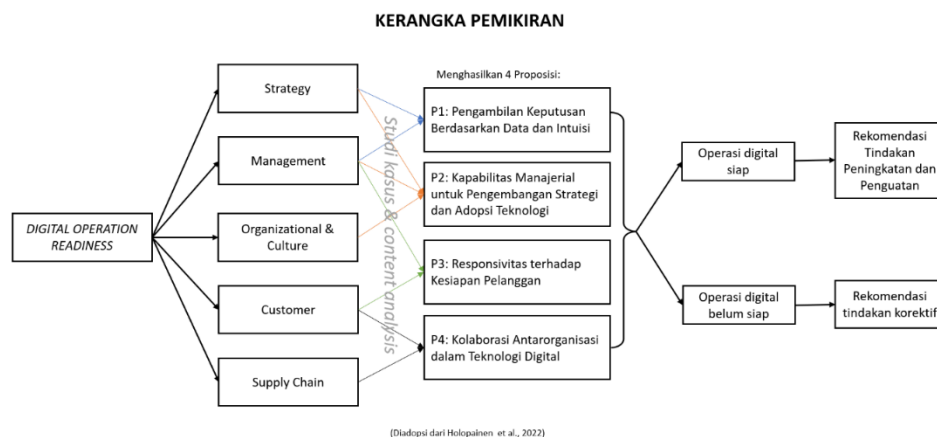 KERANGKA PEMIKIRAN
DIGITAL OPERATION
READINESS
Strategy
Management
Organizational &
Culture
Customer
Supply Chain
Studi kasus & content analysis
Menghasilkan 4 Proposisi:
P1: Pengambilan Keputusan
Berdasarkan Data dan Intuisi
P2: Kapabilitas Manajerial
untuk Pengembangan Strategi
dan Adopsi Teknologi
P3: Responsivitas terhadap
Kesiapan Pelanggan
P4: Kolaborasi Antarorganisasi
dalam Teknologi Digital
Operasi digital
siap
Rekomendasi
Tindakan
Peningkatan dan
Penguatan
Operasi digital
belum siap
Rekomendasi
tindakan korektif
(Diadopsi dari Holopainen et al., 2022)